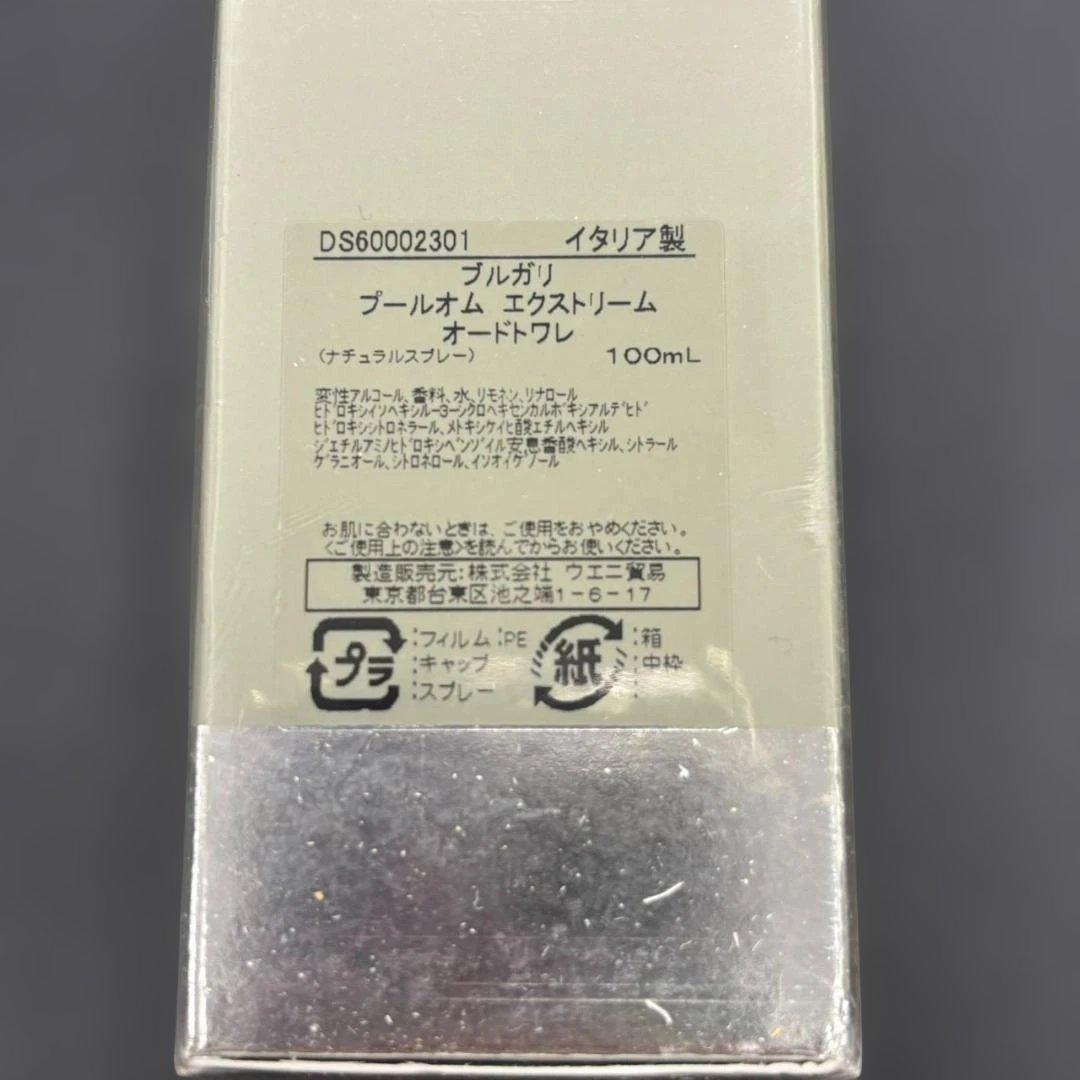 DS60002301 イタリア製
ブルガリ
プールオム エクストリーム
オードトワレ
(ナチュラルスプレー) 100mL
変性アルコール、香料、水、リモネン、リナロール
ヒドロキシイソヘキシル-3-シクロヘキセンカルボキシアルデヒド
ヒドロキシシトロネラール、メトキシケイヒ酸エチルヘキシル
ジエチルアミノヒドロキシベンゾイル安息香酸ヘキシル、シトラール
ゲラニオール、シトロネロール、イソオイゲノール
お肌に合わないときは、ご使用をおやめください。
<ご使用上の注意>を読んでからお使いください。
製造販売元:株式会社 ウエニ貿易
東京都台東区池之端1-6-17
プラ :フィルム :PE 紙 :箱
:キャップ :中枠
:スプレー :